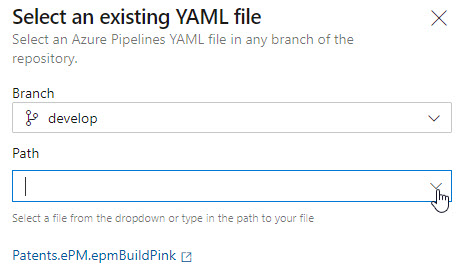 Select an existing YAML file
Select an Azure Pipelines YAML file in any branch of the
repository.
Branch
develop
Path
Select a file from the dropdown or type in the path to your file
Patents.ePM.epmBuildPink